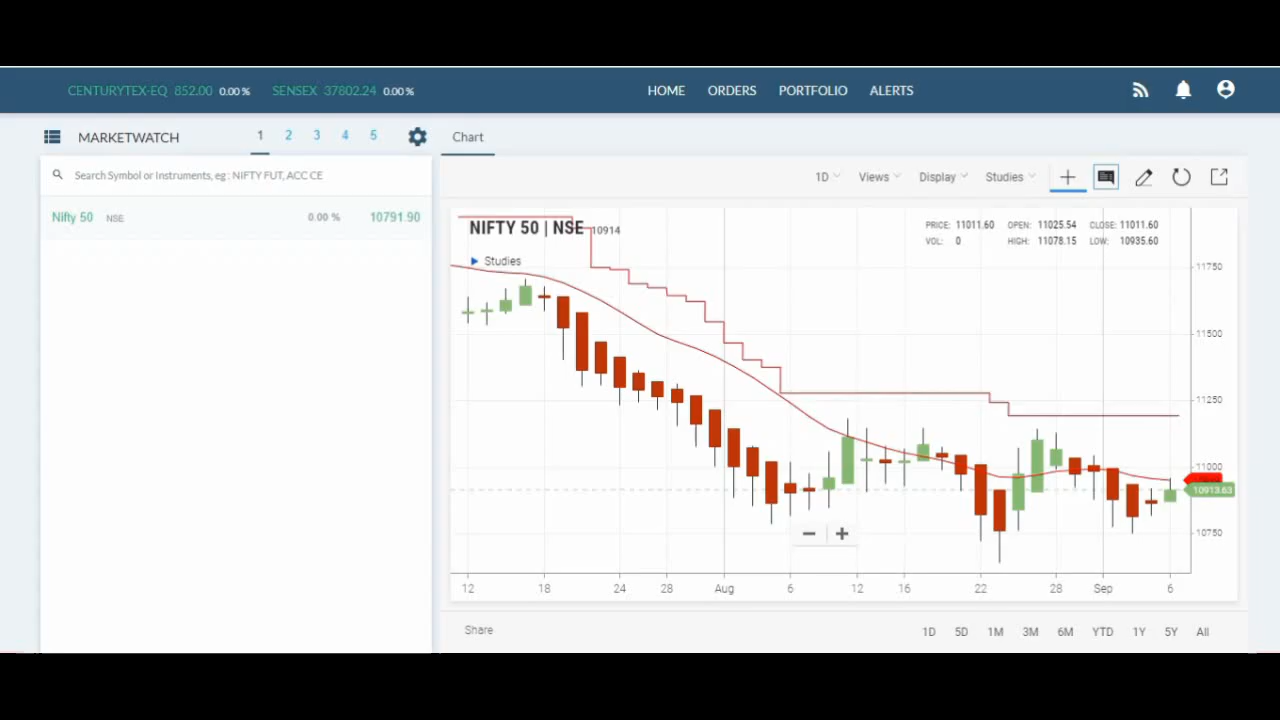 CENTURYTEX-EQ 852.00 0.00 % SENSEX 37802.24 0.00 % HOME ORDERS PORTFOLIO ALERTS
MARKETWATCH 1 2 3 4 5 Chart
Search Symbol or Instruments, eg : NIFTY FUT, ACC CE
1D Views Display Studies
Nifty 50 NSE 0.00 % 10791.90
NIFTY 50 | NSE 10914
PRICE: 11011.60 OPEN: 11025.54 CLOSE: 11011.60
VOL: 0 HIGH: 11078.15 LOW: 10935.60
Studies
11750
11500
11250
11000
10913.63
10750
12 18 24 28 Aug 6 12 16 22 28 Sep 6
Share 1D 5D 1M 3M 6M YTD 1Y 5Y All